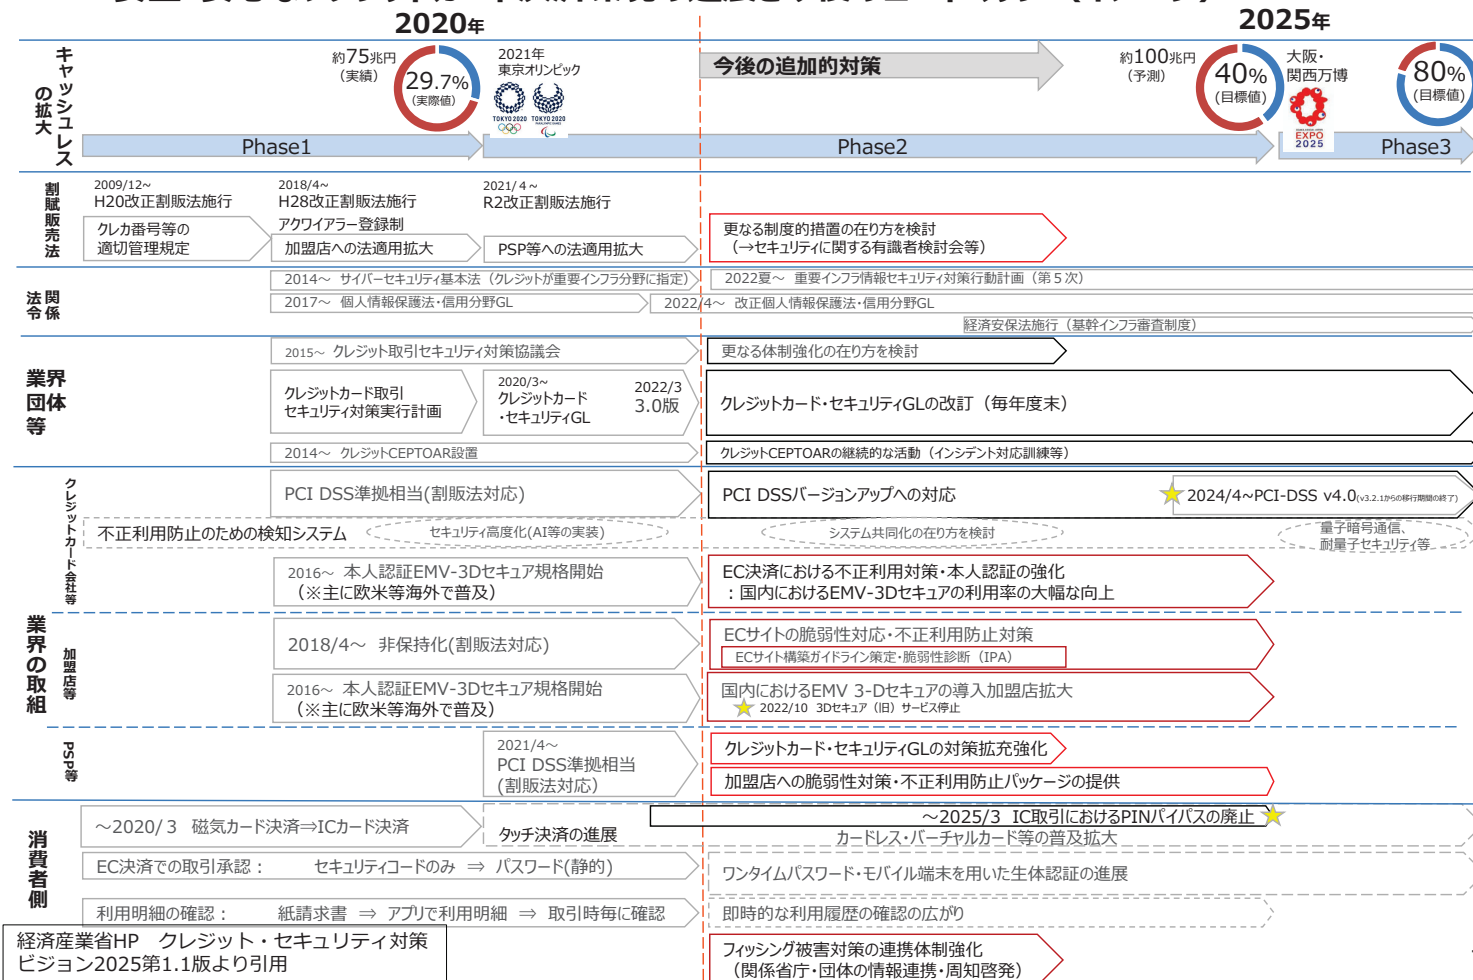 2020年
2025年
キャッシュレスの拡大
約75兆円
(実績)
29.7%
(実際値)
2021年
東京オリンピック
TOKYO 2020
TOKYO 2020
今後の追加的対策
約100兆円
(予測)
40%
(目標値)
大阪・
関西万博
EXPO
2025
80%
(目標値)
Phase1
Phase2
Phase3
割賦販売法
2009/12~
H20改正割販法施行
クレカ番号等の
適切管理規定
2018/4~
H28改正割販法施行
アクワイアラー登録制
加盟店への法適用拡大
2021/4~
R2改正割販法施行
PSP等への法適用拡大
更なる制度的措置の在り方を検討
(→セキュリティに関する有識者検討会等)
関係法令
2014～ サイバーセキュリティ基本法（クレジットが重要インフラ分野に指定)
2022夏～ 重要インフラ情報セキュリティ対策行動計画（第５次）
2017～ 個人情報保護法・信用分野GL
2022/4～ 改正個人情報保護法・信用分野GL
経済安保法施行（基幹インフラ審査制度）
業界団体等
2015～ クレジット取引セキュリティ対策協議会
更なる体制強化の在り方を検討
クレジットカード取引
セキュリティ対策実行計画
2020/3~
クレジットカード
・セキュリティGL
2022/3
3.0版
クレジットカード・セキュリティGLの改訂（毎年度末）
2014～ クレジットCEPTOAR設置
クレジットCEPTOARの継続的な活動（インシデント対応訓練等）
業界の取組
クレジットカード会社等
PCI DSS準拠相当(割販法対応)
PCI DSSバージョンアップへの対応
2024/4~PCI-DSS v4.0(v3.2.1からの移行期間の終了)
不正利用防止のための検知システム
セキュリティ高度化(AI等の実装)
システム共同化の在り方を検討
量子暗号通信、
耐量子セキュリティ等
2016～ 本人認証EMV-3Dセキュア規格開始
（※主に欧米等海外で普及）
EC決済における不正利用対策・本人認証の強化
：国内におけるEMV-3Dセキュアの利用率の大幅な向上
加盟店等
2018/4～ 非保持化(割販法対応)
ECサイトの脆弱性対応・不正利用防止対策
ECサイト構築ガイドライン策定・脆弱性診断（IPA）
2016～ 本人認証EMV-3Dセキュア規格開始
（※主に欧米等海外で普及）
国内におけるEMV 3-Dセキュアの導入加盟店拡大
2022/10 3Dセキュア（旧）サービス停止
PSP等
2021/4～
PCI DSS準拠相当
(割販法対応)
クレジットカード・セキュリティGLの対策拡充強化
加盟店への脆弱性対策・不正利用防止パッケージの提供
消費者側
～2020/3 磁気カード決済⇒ICカード決済
タッチ決済の進展
～2025/3 IC取引におけるPINバイパスの廃止
カードレス・バーチャルカード等の普及拡大
EC決済での取引承認： セキュリティコードのみ ⇒ パスワード(静的)
ワンタイムパスワード・モバイル端末を用いた生体認証の進展
利用明細の確認： 紙請求書 ⇒ アプリで利用明細 ⇒ 取引時毎に確認
即時的な利用履歴の確認の広がり
フィッシング被害対策の連携体制強化
（関係省庁・団体の情報連携・周知啓発）
経済産業省HP クレジット・セキュリティ対策
ビジョン2025第1.1版より引用